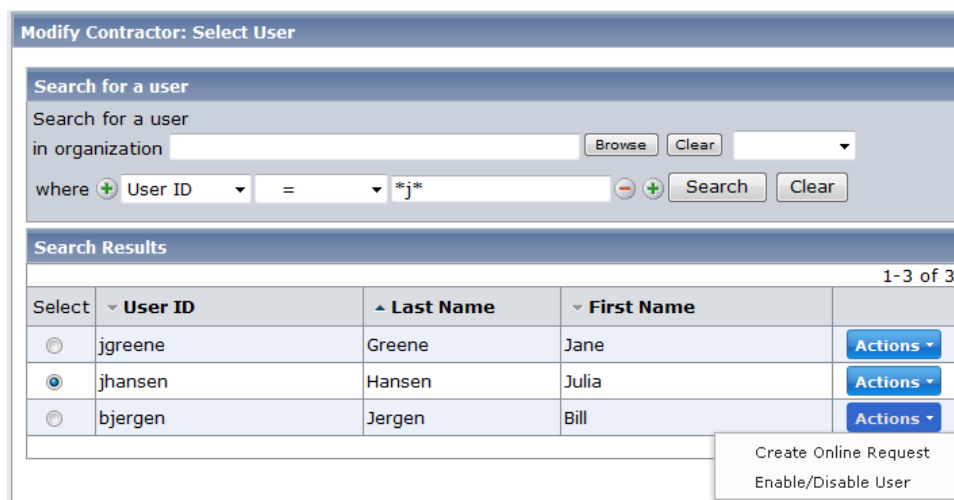 Modify Contractor: Select User
Search for a user
Search for a user
in organization Browse Clear
where User ID = *j* Search Clear
Search Results
1-3 of 3
Select User ID Last Name First Name
jgreene Greene Jane Actions
jhansen Hansen Julia Actions
bjergen Jergen Bill Actions
Create Online Request
Enable/Disable User